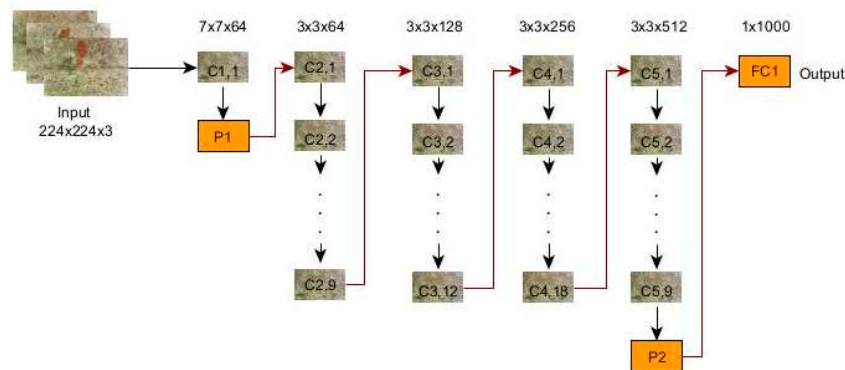 7x7x64 3x3x64 3x3x128 3x3x256 3x3x512 1x1000
C1,1 C2,1 C3,1 C4,1 C5,1 FC1 Output
Input
224x224x3
P1 C2,2 C3,2 C4,2 C5,2
C2,9 C3,12 C4,18 C5,9
P2